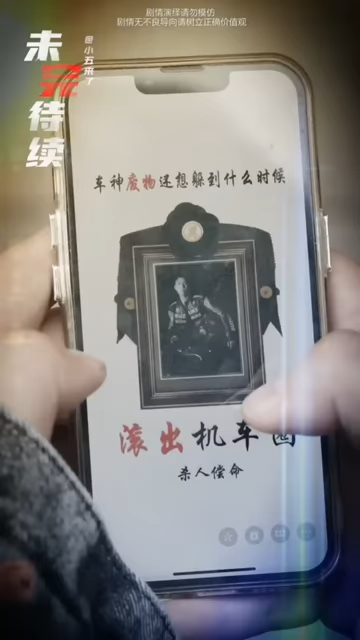 剧情演绎请勿模仿
剧情无不良导向请树立正确价值观
未完待续
@小五来了
车神废物还想躲到什么时候
滚出机车圈
杀人偿命